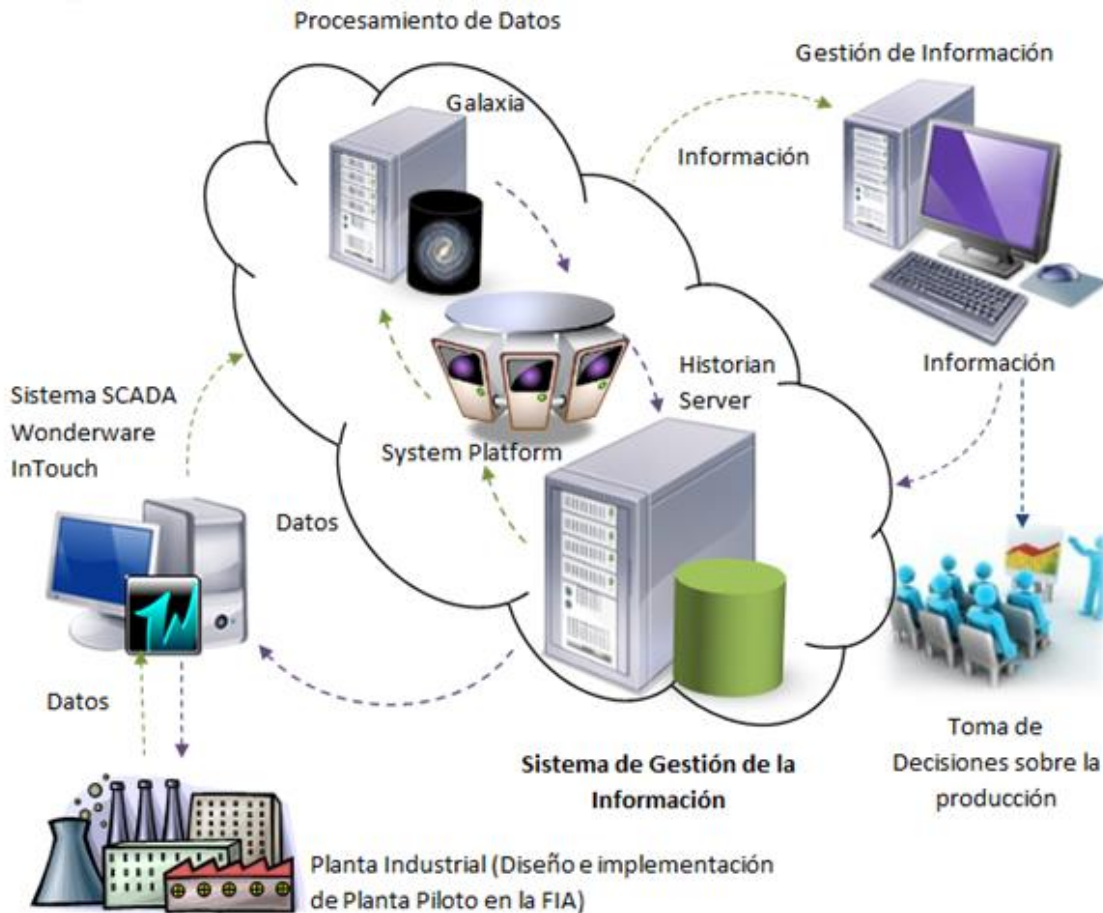 Procesamiento de Datos
Gestión de Información
Galaxia
Información
Historian
Server
Información
Sistema SCADA
Wonderware
InTouch
System Platform
Datos
Datos
Sistema de Gestión de la
Información
Toma de
Decisiones sobre la
producción
Planta Industrial (Diseño e implementación
de Planta Piloto en la FIA)